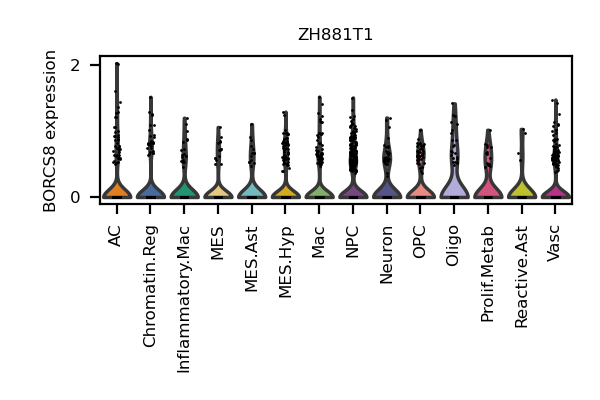 ZH881T1
BORCS8 expression
2
0
AC
Chromatin.Reg
Inflammatory.Mac
MES
MES.Ast
MES.Hyp
Mac
NPC
Neuron
OPC
Oligo
Prolif.Metab
Reactive.Ast
Vasc